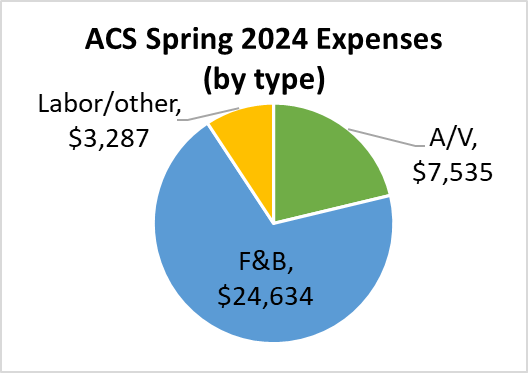 ACS Spring 2024 Expenses
(by type)
Labor/other,
$3,287
A/V,
$7,535
F&B,
$24,634